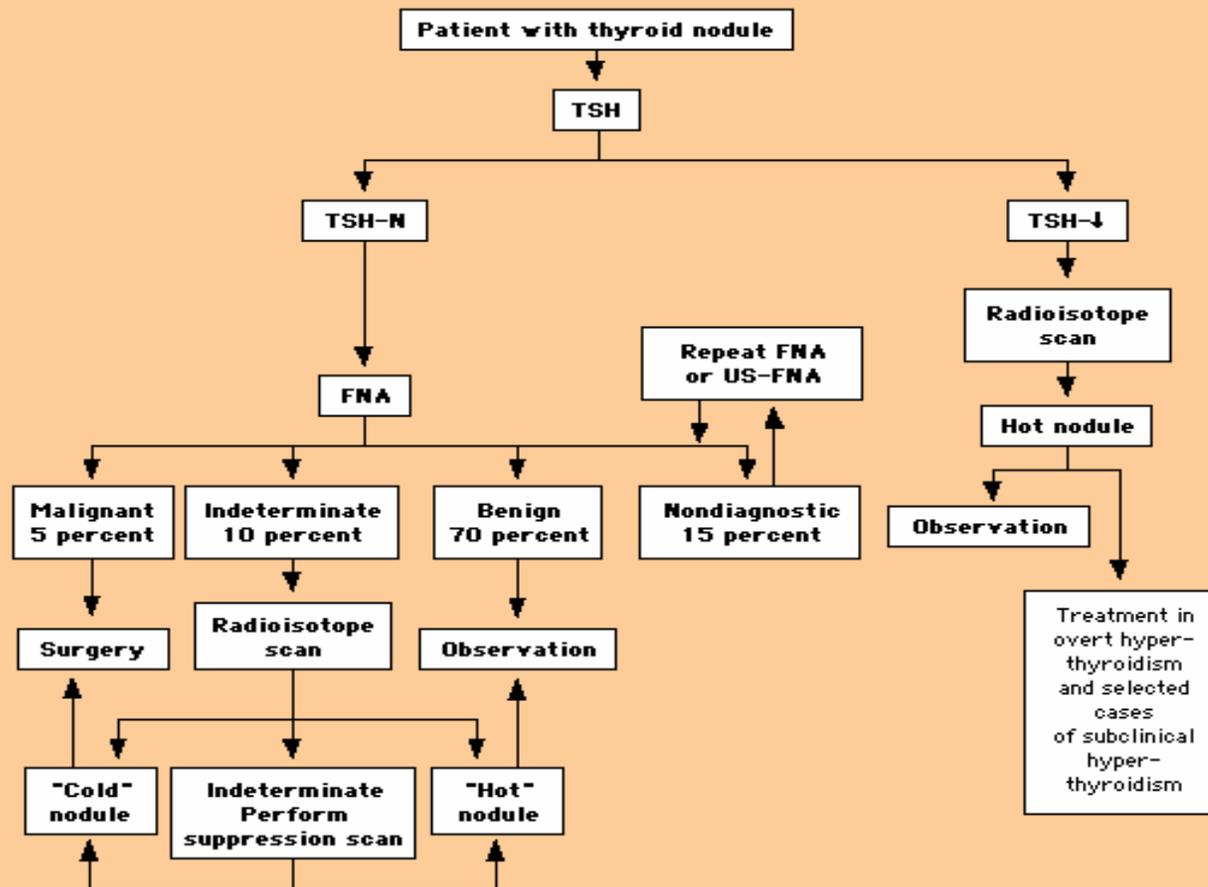 Patient with thyroid nodule
TSH
TSH-N
TSH-↓
Radioisotope
scan
Repeat FNA
or US-FNA
FNA
Hot nodule
Malignant
5 percent
Indeterminate
10 percent
Benign
70 percent
Nondiagnostic
15 percent
Observation
Treatment in
overt hyper-
thyroidism
and selected
cases
of subclinical
hyper-
thyroidism
Surgery
Radioisotope
scan
Observation
"Cold"
nodule
Indeterminate
Perform
suppression scan
"Hot"
nodule